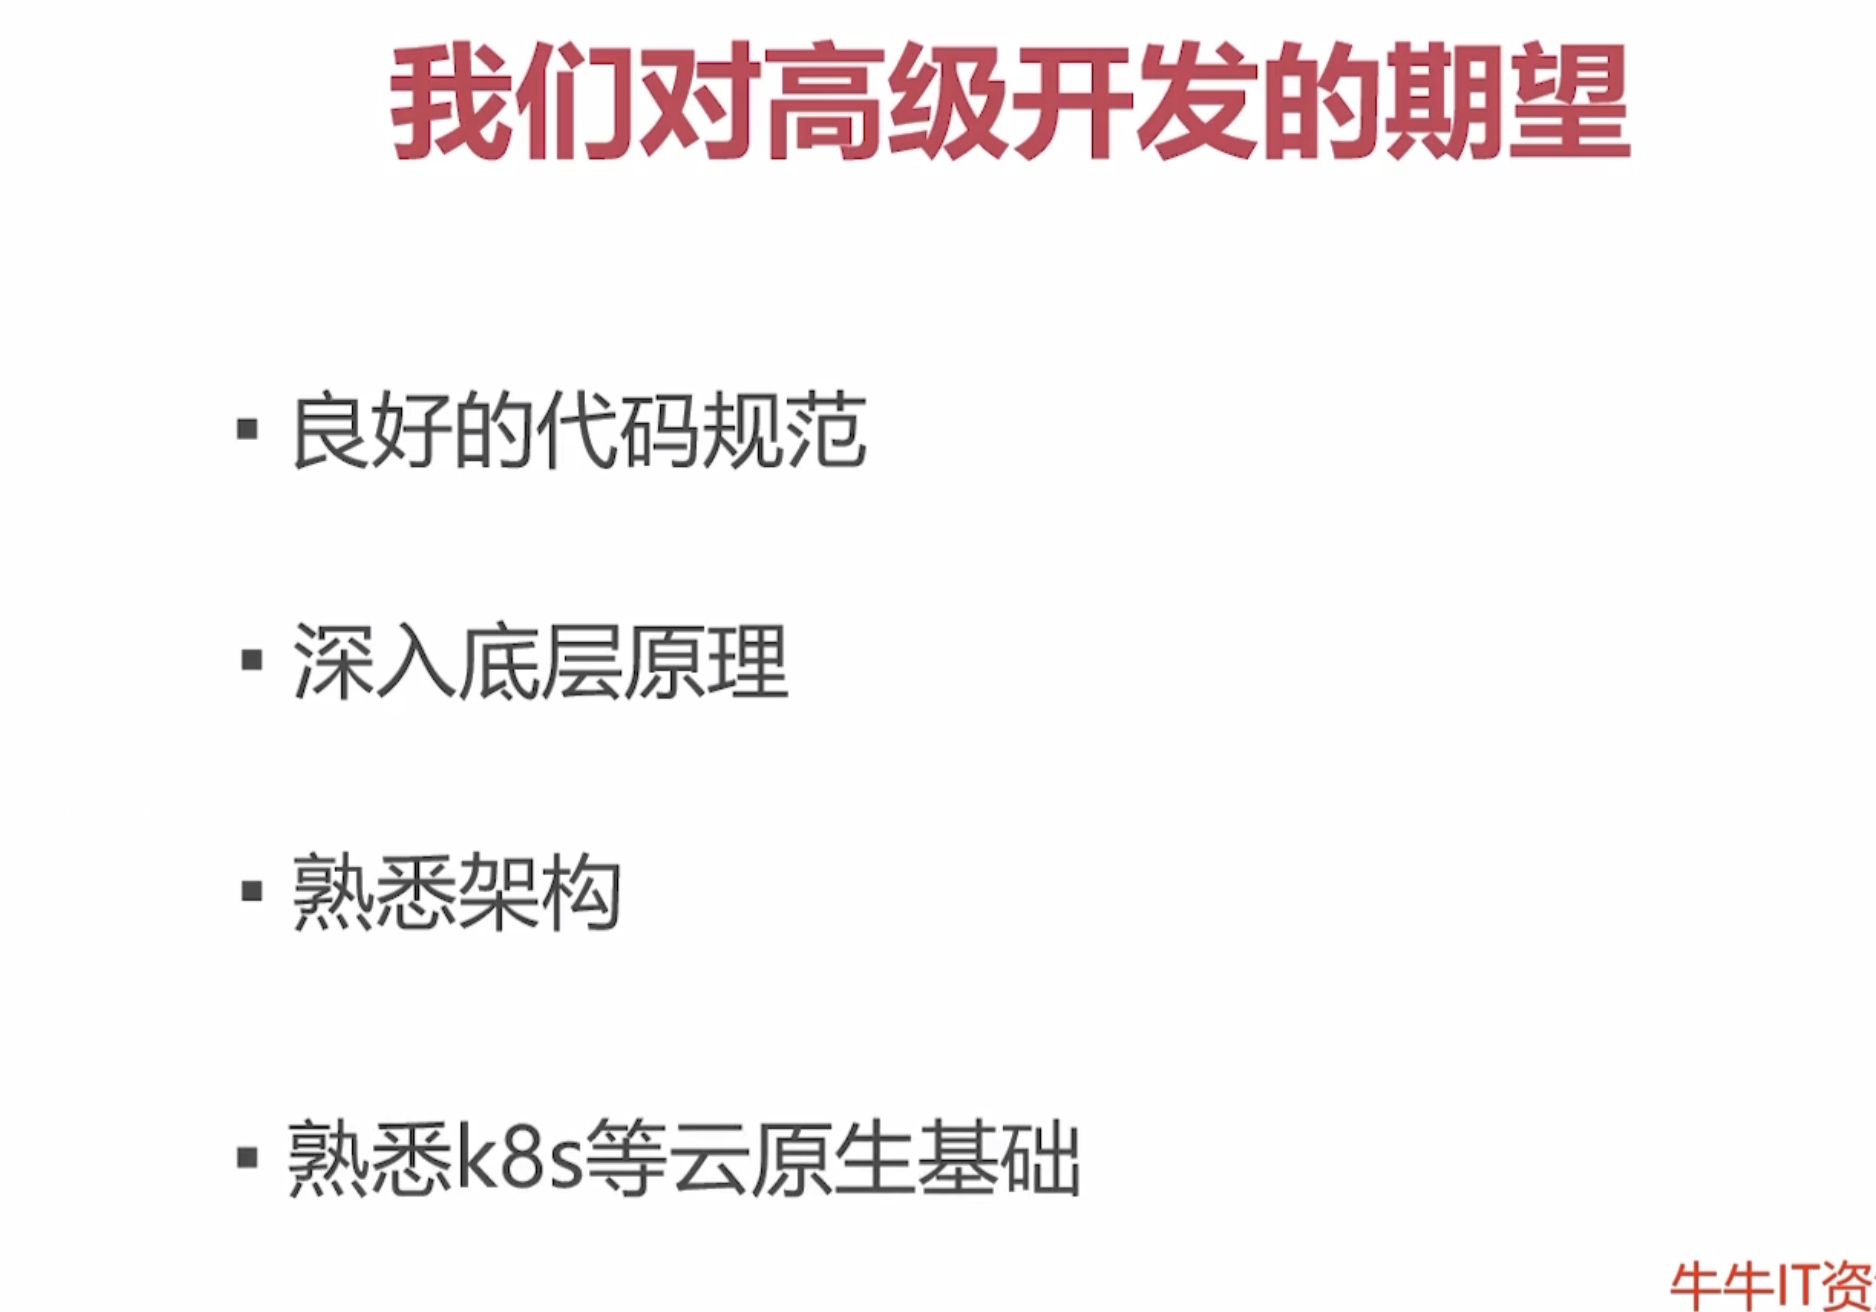 我们对高级开发的期望
▪ 良好的代码规范
▪ 深入底层原理
▪ 熟悉架构
▪ 熟悉k8s等云原生基础
牛牛IT资